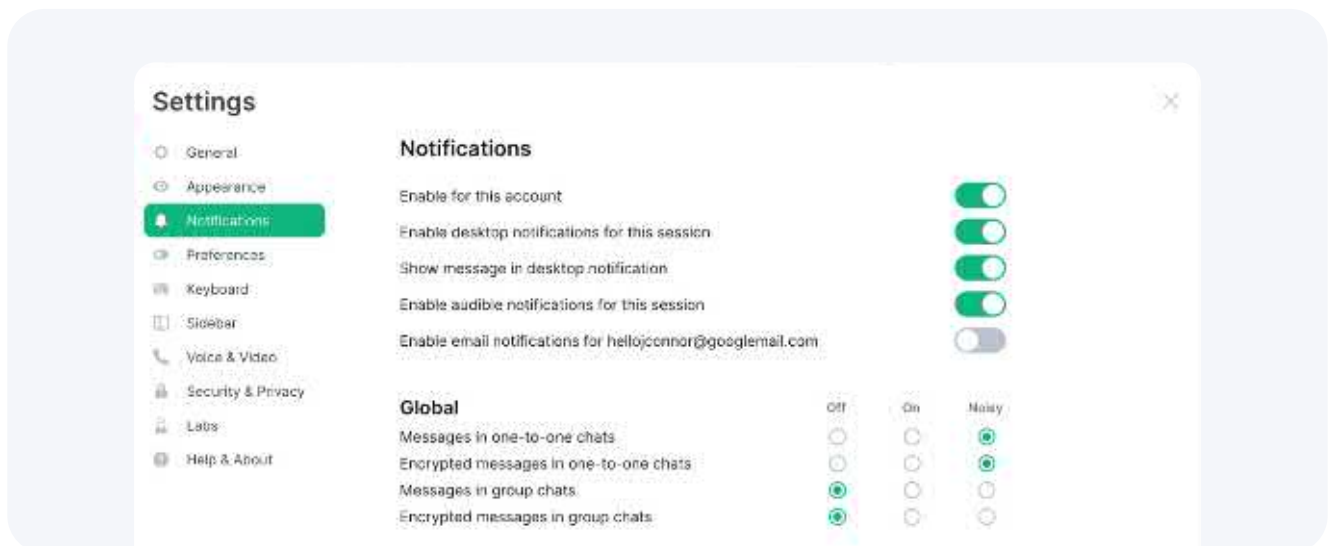 Settings
General
Appearance
Notifications
Preferences
Keyboard
Sidebar
Voice & Video
Security & Privacy
Labs
Help & About
Notifications
Enable for this account
Enable desktop notifications for this session
Show message in desktop notification
Enable audible notifications for this session
Enable email notifications for hellojconnor@googlemail.com
Global Off On Noisy
Messages in one-to-one chats
Encrypted messages in one-to-one chats
Messages in group chats
Encrypted messages in group chats